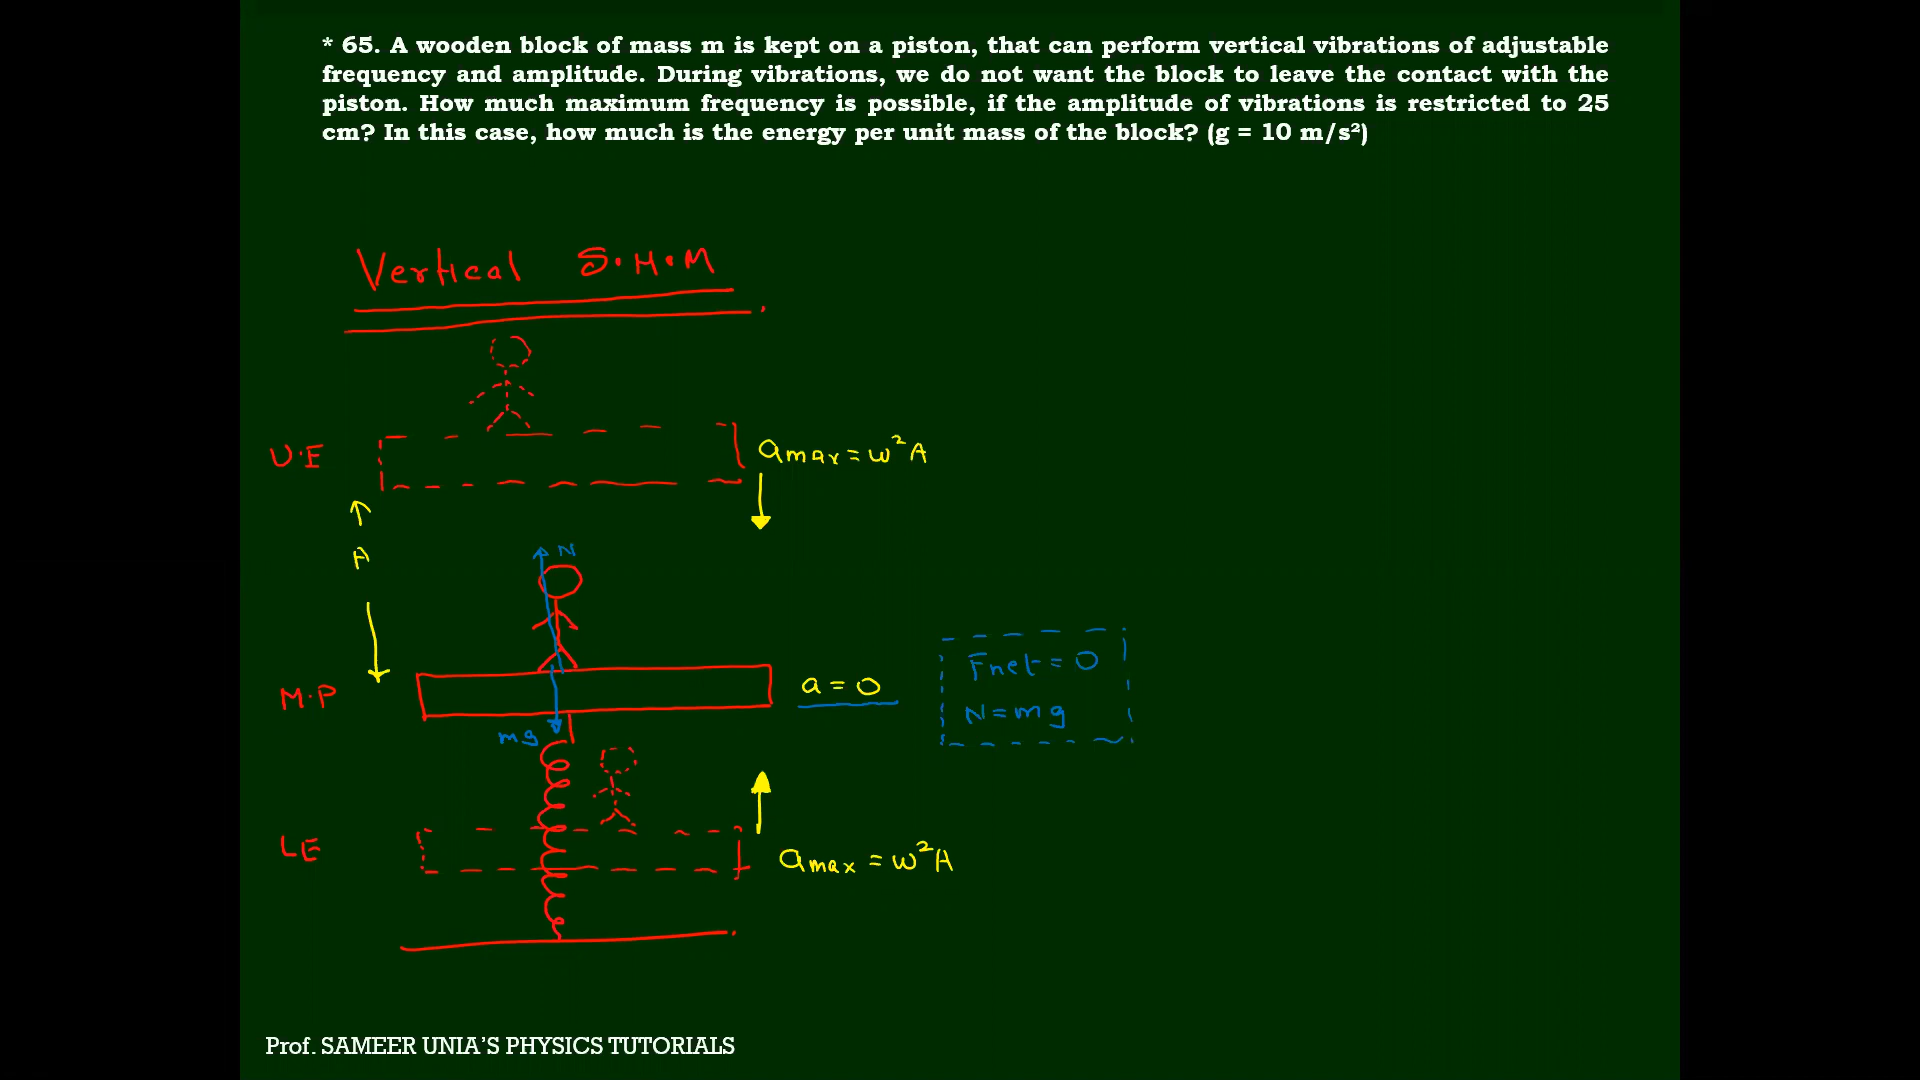 * 65. A wooden block of mass m is kept on a piston, that can perform vertical vibrations of adjustable
frequency and amplitude. During vibrations, we do not want the block to leave the contact with the
piston. How much maximum frequency is possible, if the amplitude of vibrations is restricted to 25
cm? In this case, how much is the energy per unit mass of the block? (g = 10 m/s²)
Vertical S.H.M
U.E
amax = ω²A
A
N
M.P
a = 0
Fnet = 0
N = mg
mg
LE
amax = ω²A
Prof. SAMEER UNIA'S PHYSICS TUTORIALS